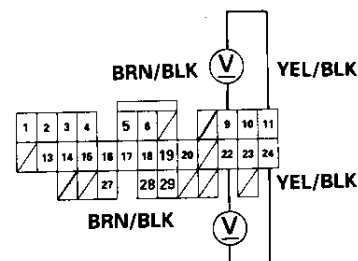 V
BRN/BLK YEL/BLK
1 2 3 4 5 6 9 10 11
13 14 15 16 17 18 19 20 22 23 24
27 28 29
YEL/BLK
BRN/BLK
V